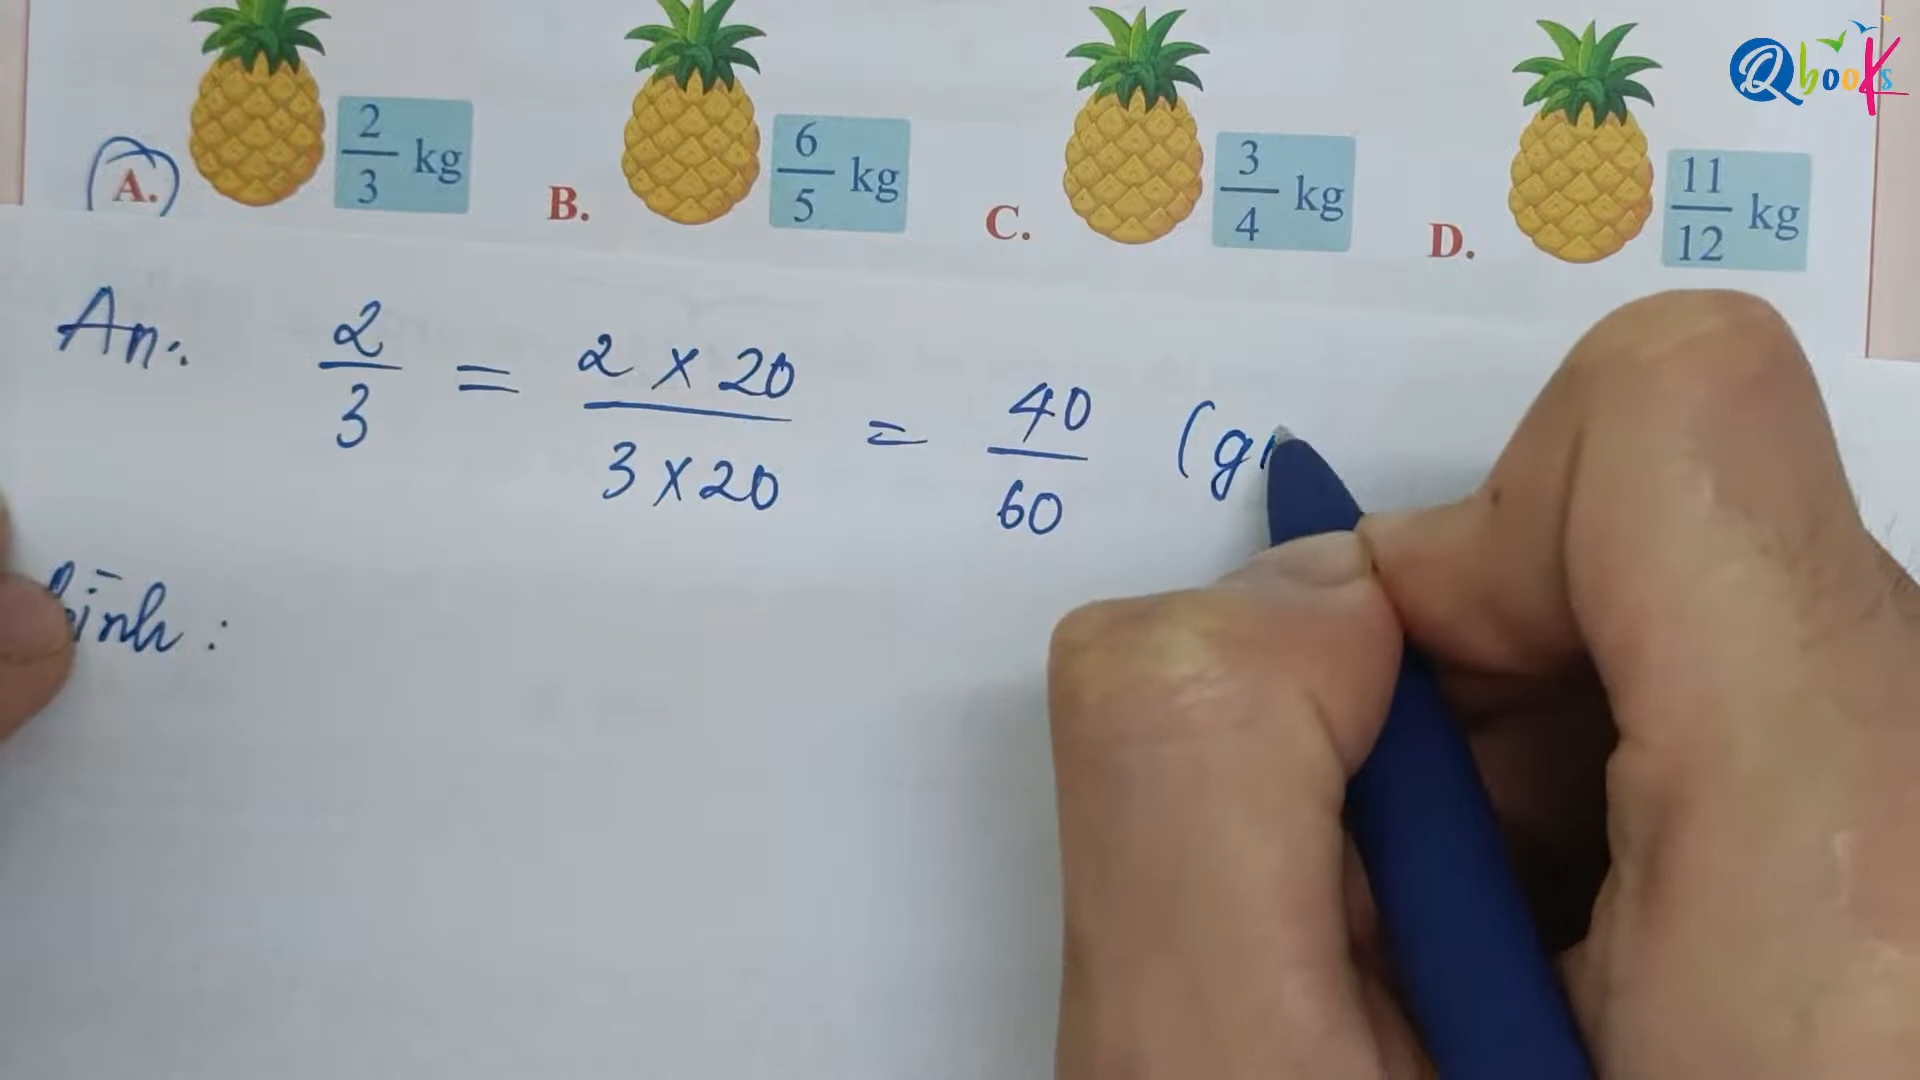 Qbooks
A. 2/3 kg B. 6/5 kg C. 3/4 kg D. 11/12 kg
An: 2/3 = 2 x 20 / 3 x 20 = 40/60 (g
Bình :